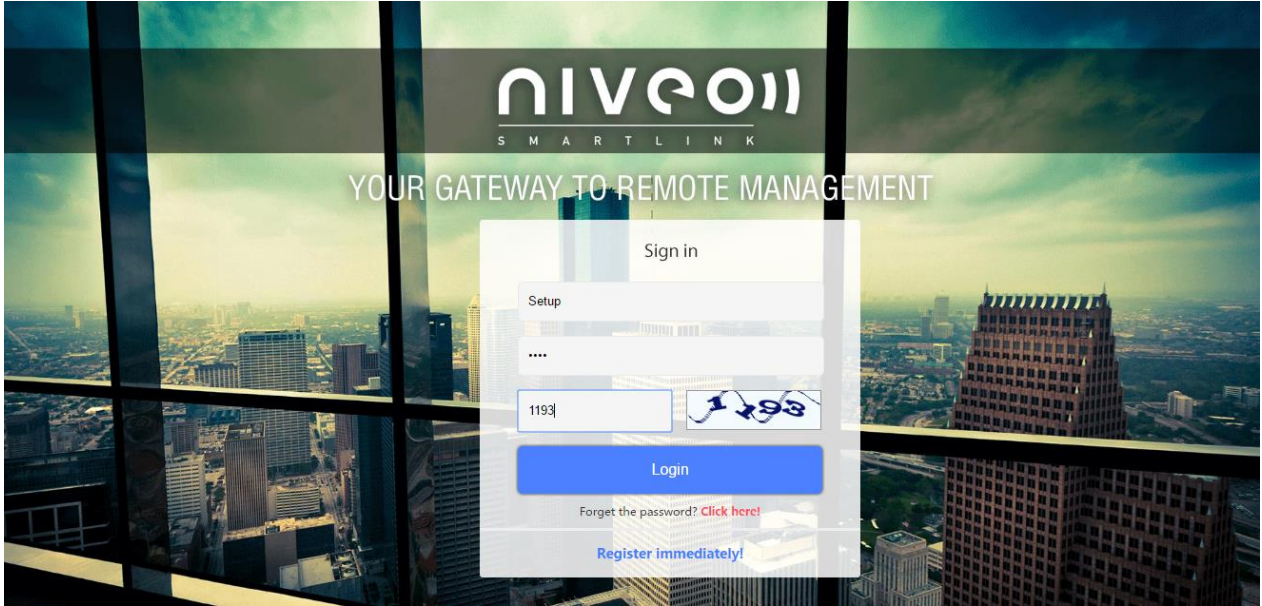 NIVEO
SMARTLINK
YOUR GATEWAY TO REMOTE MANAGEMENT
Sign in
Setup
••••
1193 1193
Login
Forget the password? Click here!
Register immediately!